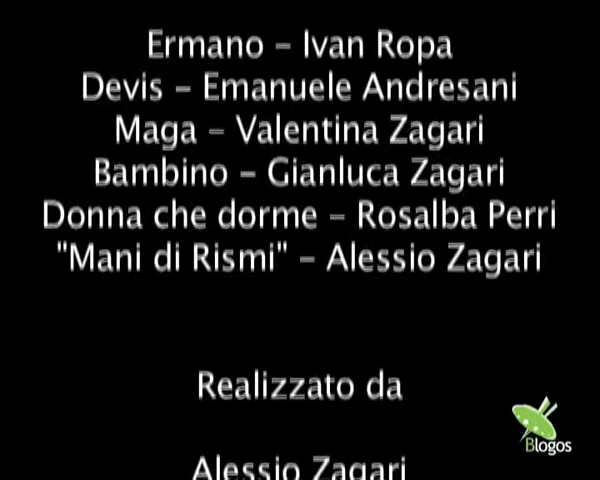 Ermano – Ivan Ropa
Devis – Emanuele Andresani
Maga – Valentina Zagari
Bambino – Gianluca Zagari
Donna che dorme – Rosalba Perri
"Mani di Rismi" – Alessio Zagari
Realizzato da
Blogos
Alessio Zagari